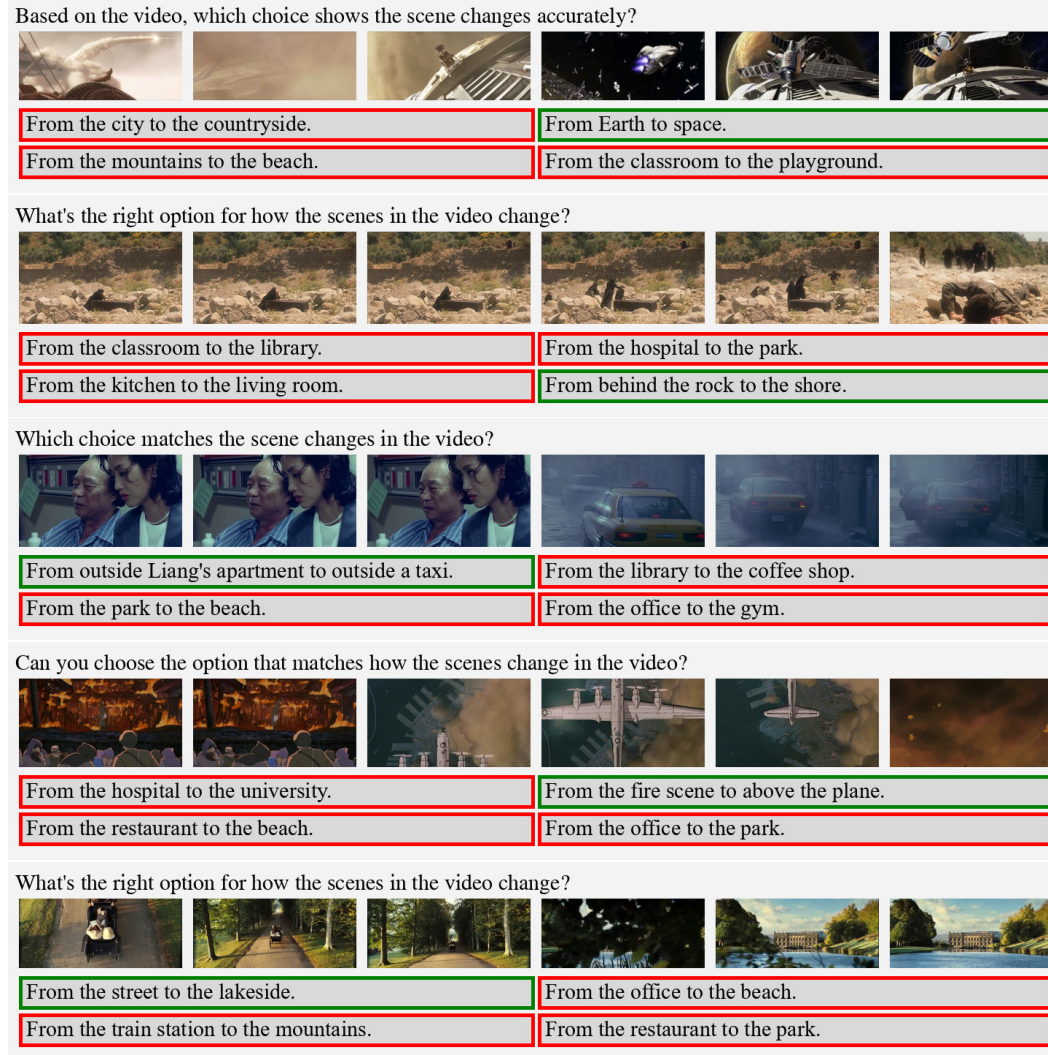 Based on the video, which choice shows the scene changes accurately?
From the city to the countryside.
From Earth to space.
From the mountains to the beach.
From the classroom to the playground.
What's the right option for how the scenes in the video change?
From the classroom to the library.
From the hospital to the park.
From the kitchen to the living room.
From behind the rock to the shore.
Which choice matches the scene changes in the video?
From outside Liang's apartment to outside a taxi.
From the library to the coffee shop.
From the park to the beach.
From the office to the gym.
Can you choose the option that matches how the scenes change in the video?
From the hospital to the university.
From the fire scene to above the plane.
From the restaurant to the beach.
From the office to the park.
What's the right option for how the scenes in the video change?
From the street to the lakeside.
From the office to the beach.
From the train station to the mountains.
From the restaurant to the park.